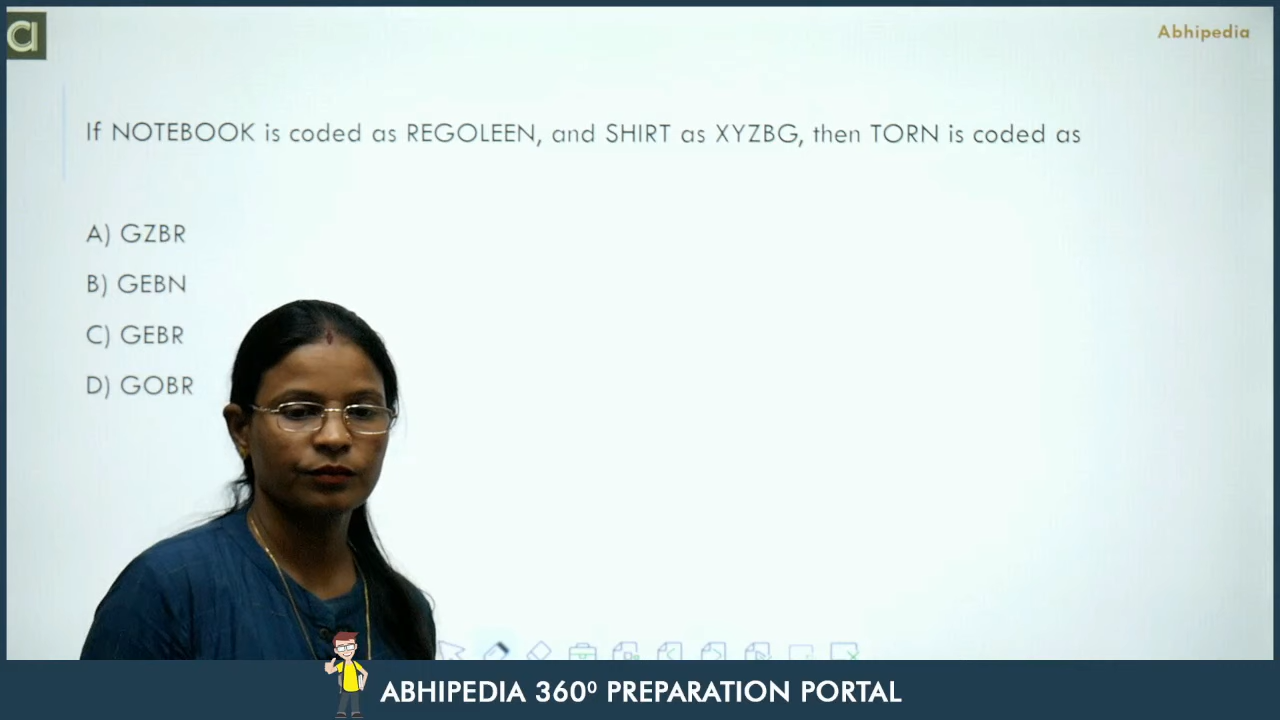 a
Abhipedia
If NOTEBOOK is coded as REGOLEEN, and SHIRT as XYZBG, then TORN is coded as
A) GZBR
B) GEBN
C) GEBR
D) GOBR
ABHIPEDIA 360⁰ PREPARATION PORTAL